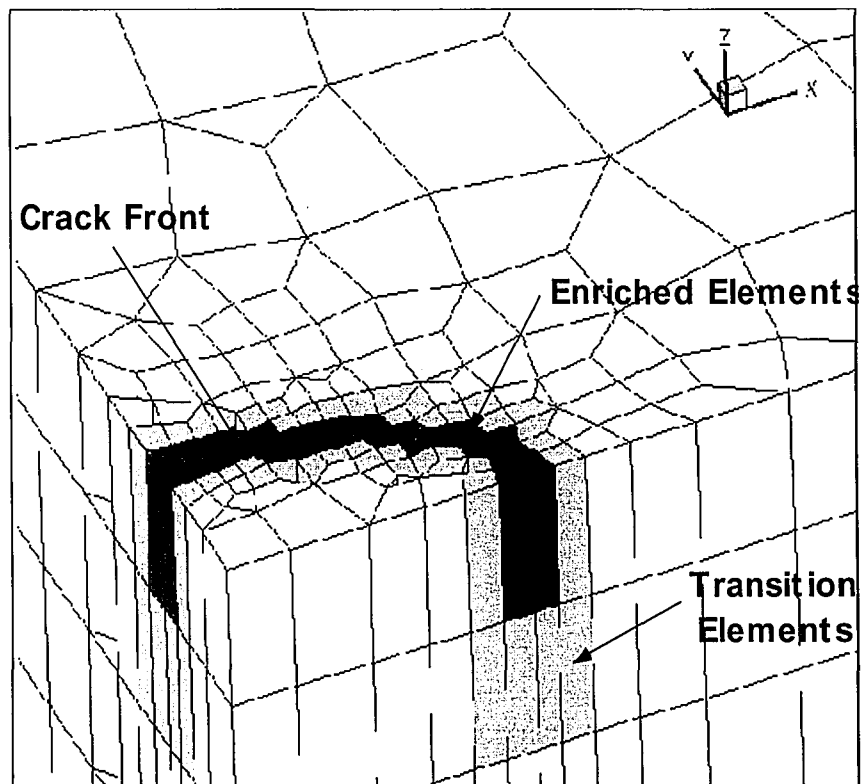 Z
Y
X
Crack Front
Enriched Elements
Transition
Elements